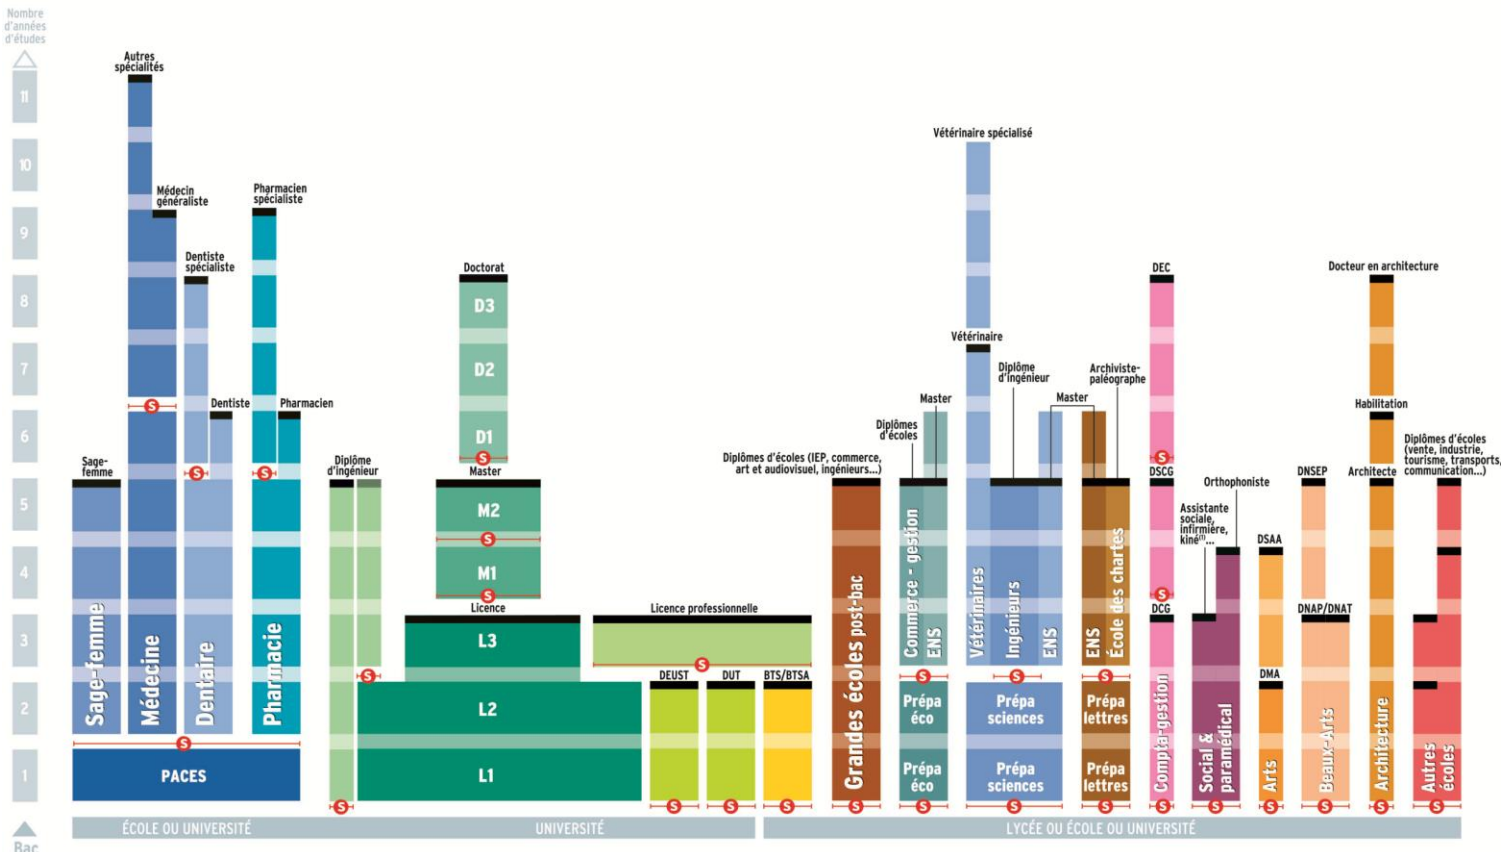 Nombre
d'années
d'études
11
10
9
8
7
6
5
4
3
2
1
Bac
Autres
spécialités
Médecin
généraliste
Pharmacien
spécialiste
Dentiste
spécialiste
Dentiste
Pharmacien
Sage-
femme
S
S
S
Sage-femme
Médecine
Dentaire
Pharmacie
S
PACES
ÉCOLE OU UNIVERSITÉ
Diplôme
d'ingénieur
S
S
Doctorat
D3
D2
D1
S
Master
M2
S
M1
S
Licence
L3
L2
L1
Licence professionnelle
S
DEUST
DUT
BTS/BTSA
S
S
S
UNIVERSITÉ
Diplômes d'écoles (IEP, commerce,
art et audiovisuel, ingénieurs...)
Grandes écoles post-bac
S
Diplômes
d'écoles
Master
Commerce - gestion
ENS
S
Prépa
éco
Prépa
éco
S
Vétérinaire spécialisé
Vétérinaire
Diplôme
d'ingénieur
Master
Vétérinaires
Ingénieurs
ENS
S
Prépa
sciences
Prépa
sciences
S
Archiviste-
paléographe
ENS
École des chartes
S
Prépa
lettres
Prépa
lettres
S
DEC
S
DSCG
S
DCG
Compta-gestion
S
Assistante
sociale,
infirmière,
kiné(1)...
Orthophoniste
Social &
paramédical
S
DSAA
DMA
Arts
S
DNSEP
DNAP/DNAT
Beaux-Arts
S
Docteur en architecture
Habilitation
Architecte
Architecture
S
Diplômes d'écoles
(vente, industrie,
tourisme, transports,
communication...)
Autres
écoles
S
LYCÉE OU ÉCOLE OU UNIVERSITÉ